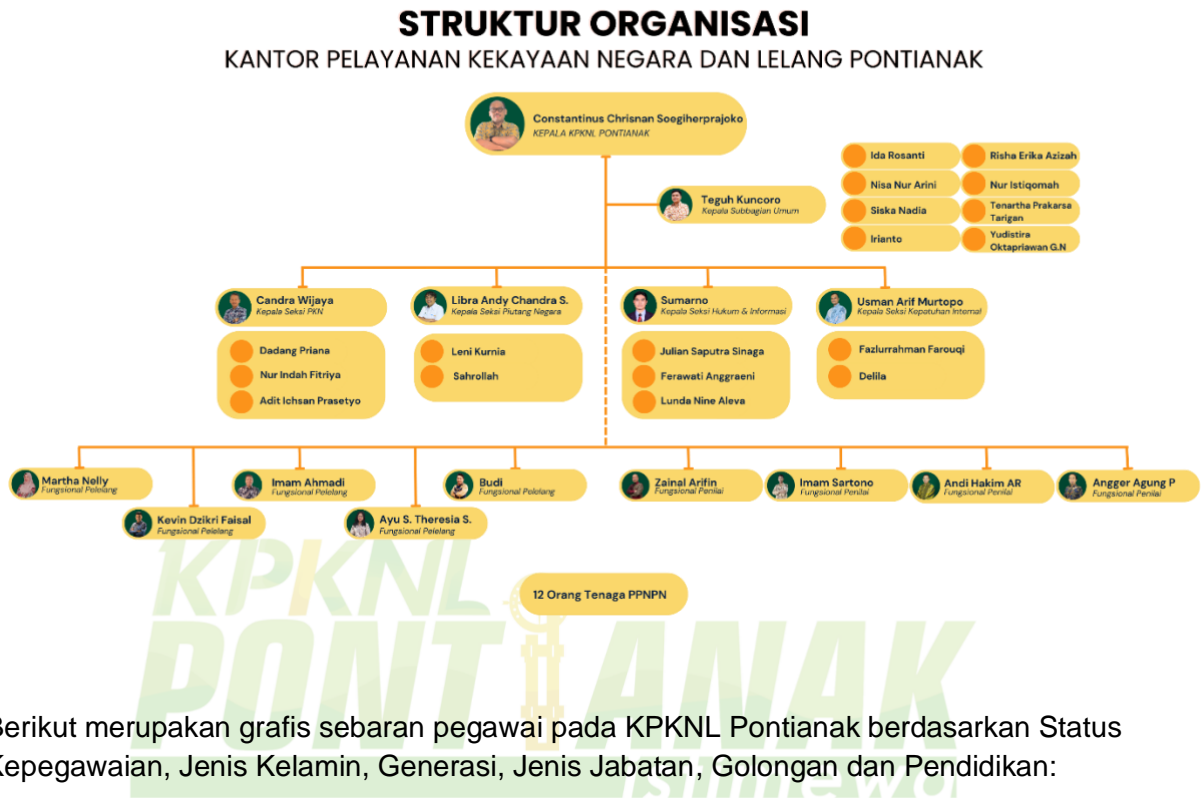 STRUKTUR ORGANISASI
KANTOR PELAYANAN KEKAYAAN NEGARA DAN LELANG PONTIANAK
Constantinus Chrisnan Soegiherprajoko
KEPALA KPKNL PONTIANAK
Teguh Kuncoro
Kepala Subbagian Umum
Ida Rosanti
Risha Erika Azizah
Nisa Nur Arini
Nur Istiqomah
Siska Nadia
Tenartha Prakarsa
Tarigan
Irianto
Yudistira
Oktapriawan G.N
Candra Wijaya
Kepala Seksi PKN
Dadang Priana
Nur Indah Fitriya
Adit Ichsan Prasetyo
Libra Andy Chandra S.
Kepala Seksi Piutang Negara
Leni Kurnia
Sahrollah
Sumarno
Kepala Seksi Hukum & Informasi
Julian Saputra Sinaga
Ferawati Anggraeni
Lunda Nine Aleva
Usman Arif Murtopo
Kepala Seksi Kepatuhan Internal
Fazlurrahman Farouqi
Delila
Martha Nelly
Fungsional Pelelang
Kevin Dzikri Faisal
Fungsional Pelelang
Imam Ahmadi
Fungsional Pelelang
Ayu S. Theresia S.
Fungsional Pelelang
Budi
Fungsional Pelelang
Zainal Arifin
Fungsional Penilai
Imam Sartono
Fungsional Penilai
Andi Hakim AR
Fungsional Penilai
Angger Agung P
Fungsional Penilai
12 Orang Tenaga PPNPN
KPKNL
PONTIANAK
Berikut merupakan grafis sebaran pegawai pada KPKNL Pontianak berdasarkan Status
Kepegawaian, Jenis Kelamin, Generasi, Jenis Jabatan, Golongan dan Pendidikan: